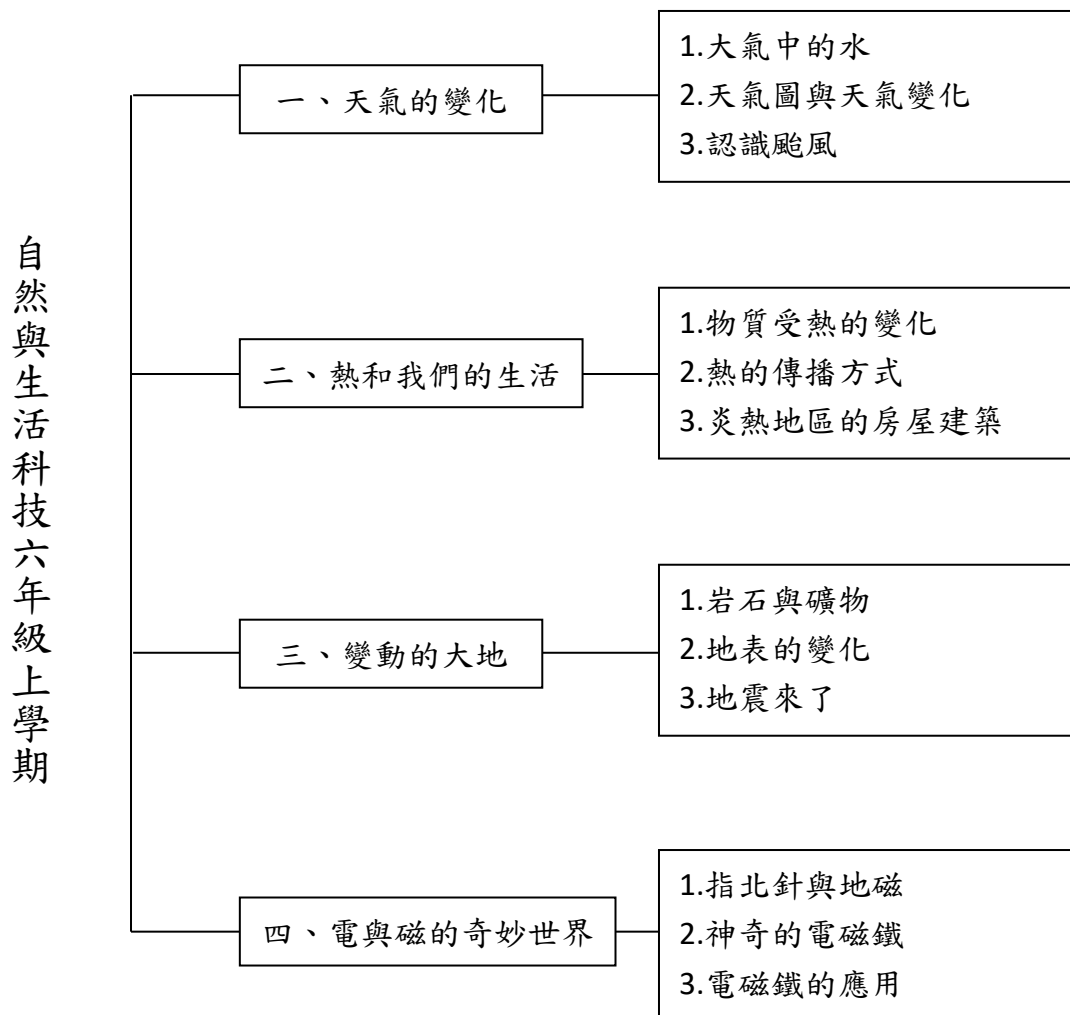 自然與生活科技六年級上學期
一、天氣的變化
1.大氣中的水
2.天氣圖與天氣變化
3.認識颱風
二、熱和我們的生活
1.物質受熱的變化
2.熱的傳播方式
3.炎熱地區的房屋建築
三、變動的大地
1.岩石與礦物
2.地表的變化
3.地震來了
四、電與磁的奇妙世界
1.指北針與地磁
2.神奇的電磁鐵
3.電磁鐵的應用